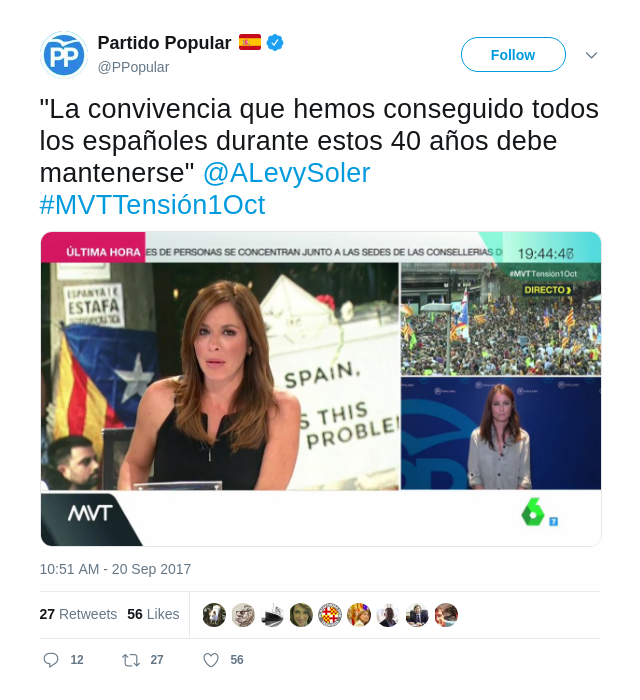 Partido Popular
@PPopular
Follow
"La convivencia que hemos conseguido todos
los españoles durante estos 40 años debe
mantenerse" @ALevySoler
#MVTTensión1Oct
ÚLTIMA HORA ES DE PERSONAS SE CONCENTRAN JUNTO A LAS SEDES DE LAS CONSELLERIAS D 19:44:46
#MVTTensión1Oct
DIRECTO
ESPANYA ÉS
ESTAFA
SPAIN,
S THIS
PROBLE
MVT
6
7
10:51 AM - 20 Sep 2017
27 Retweets 56 Likes
12 27 56